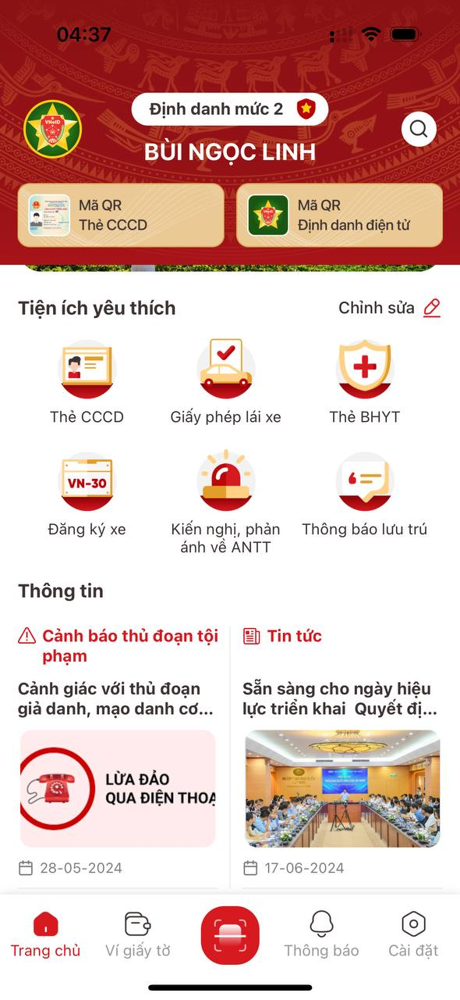 04:37
Định danh mức 2
VNeID
BÙI NGỌC LINH
Mã QR
Thẻ CCCD
VNeID
Mã QR
Định danh điện tử
Tiện ích yêu thích
Chỉnh sửa
Thẻ CCCD
Giấy phép lái xe
Thẻ BHYT
VN-30
Đăng ký xe
Kiến nghị, phản
ánh về ANTT
Thông báo lưu trú
Thông tin
Cảnh báo thủ đoạn tội
phạm
Cảnh giác với thủ đoạn
giả danh, mạo danh cơ...
LỪA ĐẢO
QUA ĐIỆN THOẠ
28-05-2024
Tin tức
Sẵn sàng cho ngày hiệu
lực triển khai Quyết đị...
17-06-2024
Trang chủ
Ví giấy tờ
Thông báo
Cài đặt